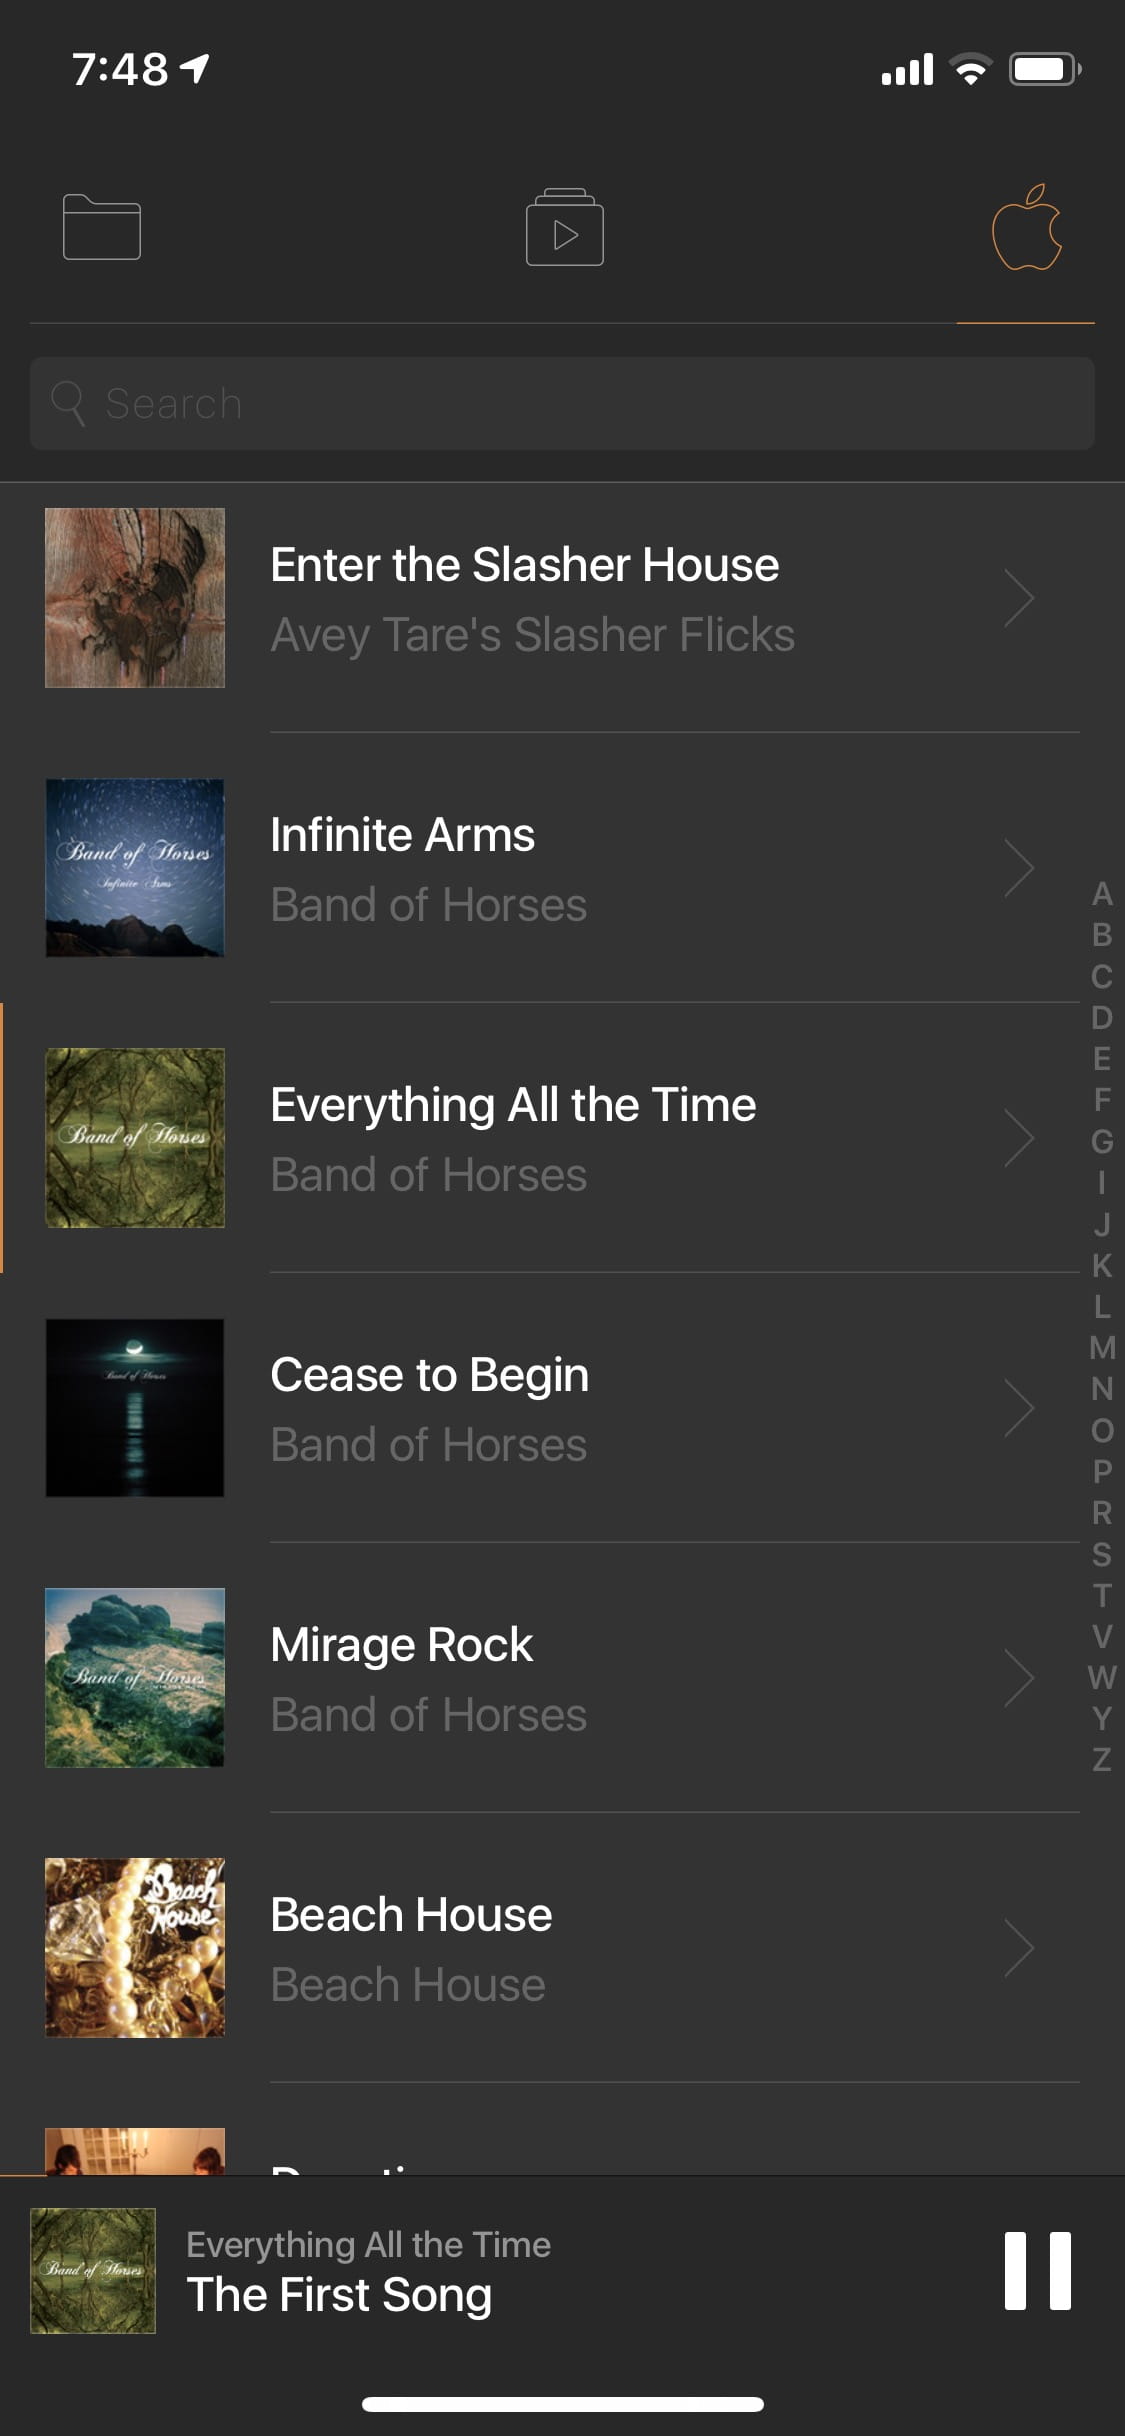 7:48
Search
Enter the Slasher House
Avey Tare's Slasher Flicks
Band of Horses
Infinite Arms
Infinite Arms
Band of Horses
Band of Horses
Everything All the Time
Band of Horses
Band of Horses
Cease to Begin
Band of Horses
Band of Horses
Mirage Rock
Band of Horses
Beach
House
Beach House
Beach House
A
B
C
D
E
F
G
I
J
K
L
M
N
O
P
R
S
T
V
W
Y
Z
Band of Horses
Everything All the Time
The First Song